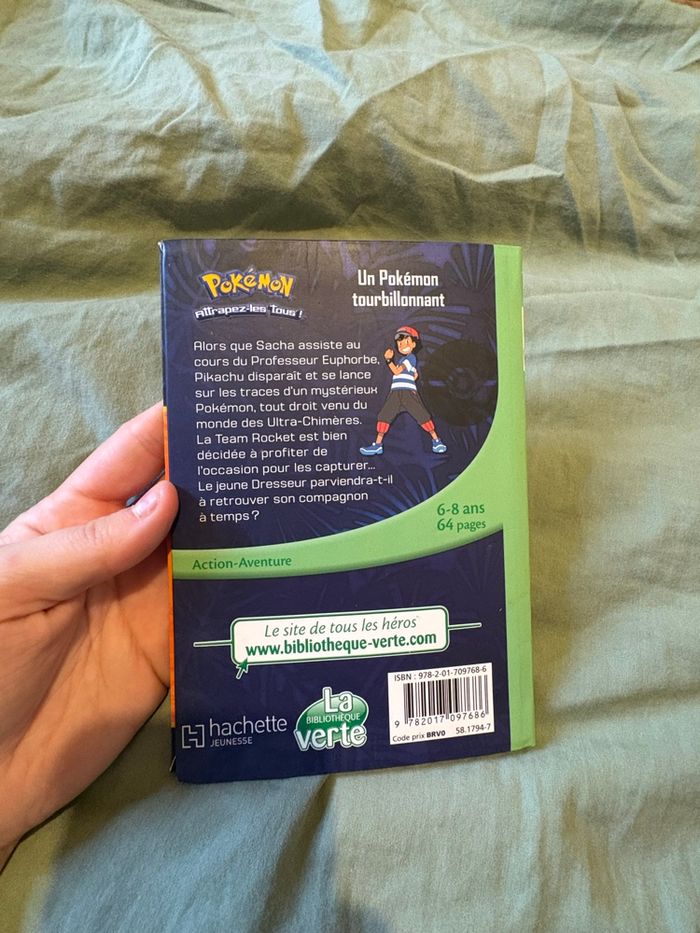 POKÉMON
Attrapez-les Tous !
Un Pokémon
tourbillonnant
Alors que Sacha assiste au
cours du Professeur Euphorbe,
Pikachu disparaît et se lance
sur les traces d'un mystérieux
Pokémon, tout droit venu du
monde des Ultra-Chimères.
La Team Rocket est bien
décidée à profiter de
l'occasion pour les capturer...
Le jeune Dresseur parviendra-t-il
à retrouver son compagnon
à temps ?
6-8 ans
64 pages
Action-Aventure
Le site de tous les héros
www.bibliotheque-verte.com
hachette
JEUNESSE
La
BIBLIOTHÈQUE
verte
ISBN : 978-2-01-709768-6
9 782017 097686
Code prix BRV0 58.1794-7